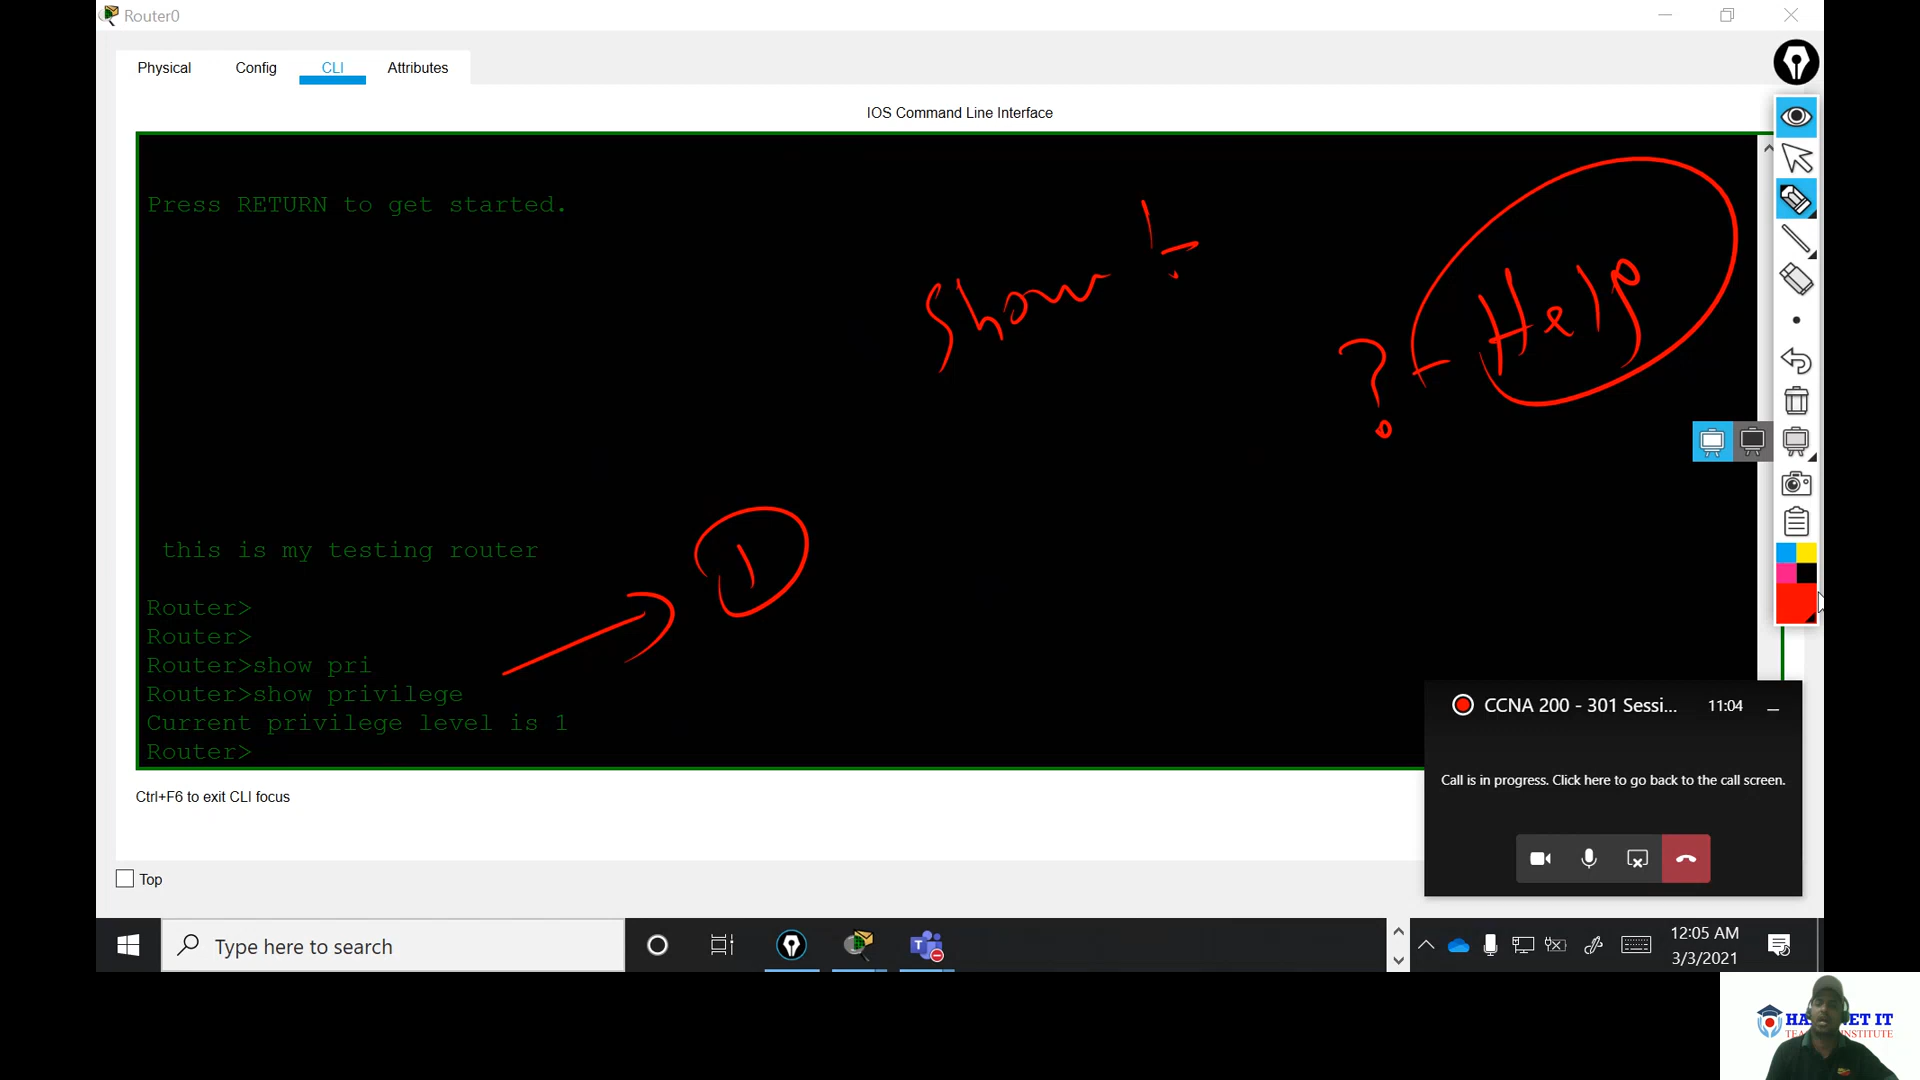 Router0
Physical Config CLI Attributes
IOS Command Line Interface
Press RETURN to get started.
Show
? - Help
1
this is my testing router
Router>
Router>
Router>show pri
Router>show privilege
Current privilege level is 1
Router>
CCNA 200 - 301 Sessi... 11:04
Call is in progress. Click here to go back to the call screen.
Ctrl+F6 to exit CLI focus
Top
Type here to search
12:05 AM
3/3/2021